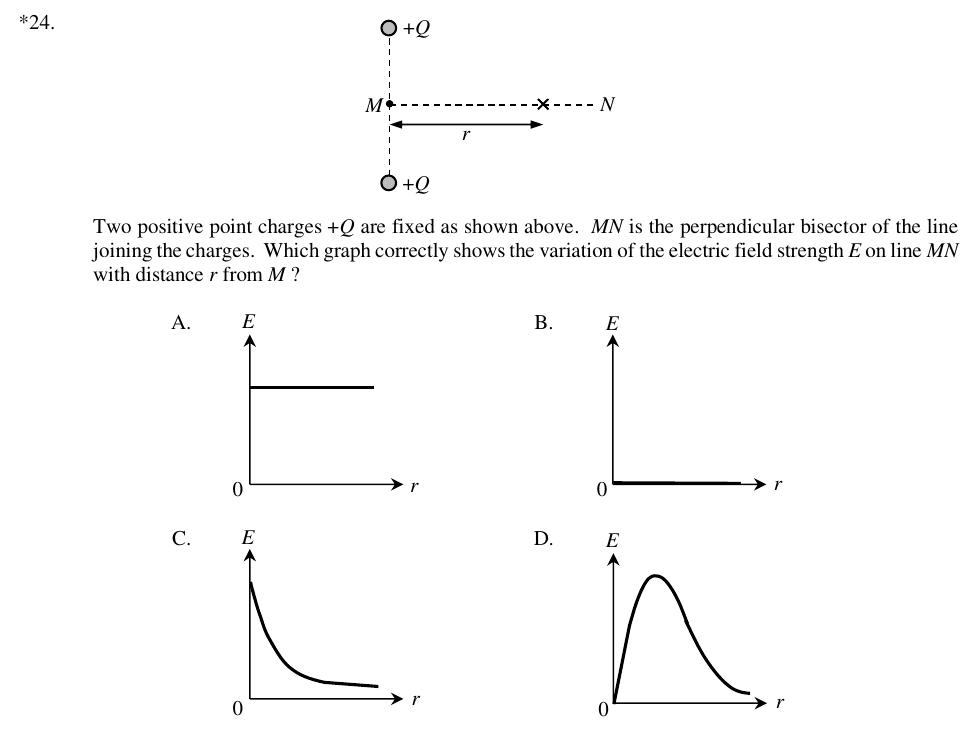 *24.
+Q
M
N
r
+Q
Two positive point charges +Q are fixed as shown above. MN is the perpendicular bisector of the line
joining the charges. Which graph correctly shows the variation of the electric field strength E on line MN
with distance r from M ?
A.
E
0
r
B.
E
0
r
C.
E
0
r
D.
E
0
r